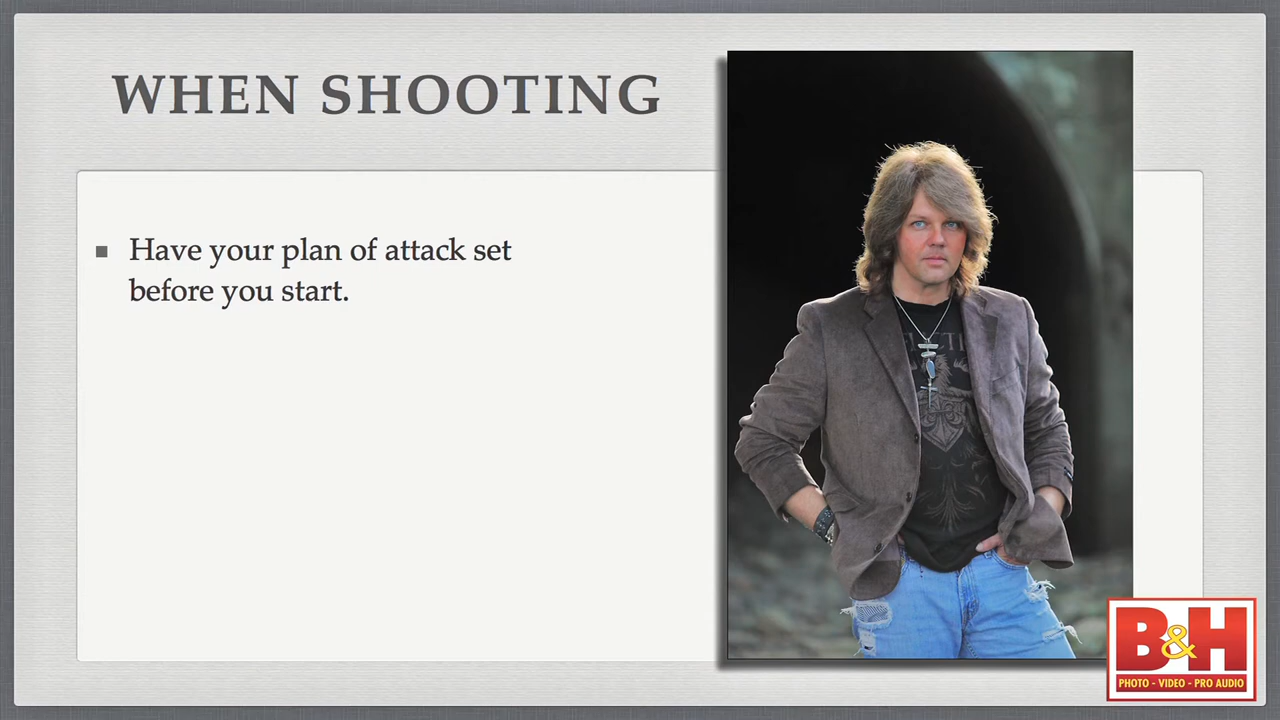 WHEN SHOOTING
■ Have your plan of attack set
before you start.
B&H
PHOTO - VIDEO - PRO AUDIO